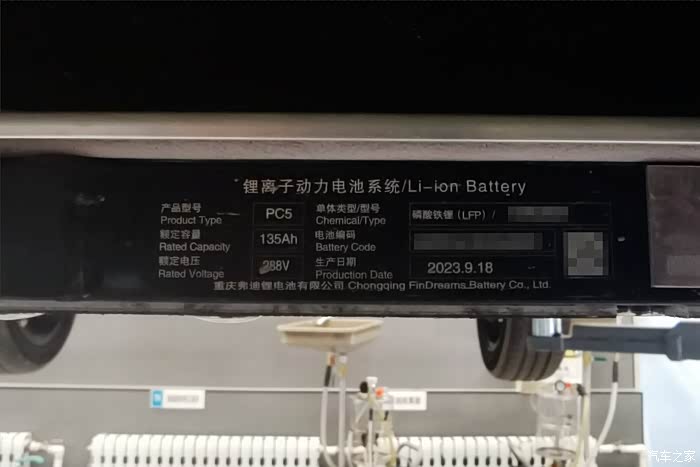 锂离子动力电池系统/Li-ion Battery
产品型号 Product Type PC5 单体类型/型号 Chemical/Type 磷酸铁锂(LFP) /
额定容量 Rated Capacity 135Ah 电池编码 Battery Code
额定电压 Rated Voltage 288V 生产日期 Production Date 2023.9.18
重庆弗迪锂电池有限公司 Chongqing FinDreams Battery Co., Ltd.
汽车之家